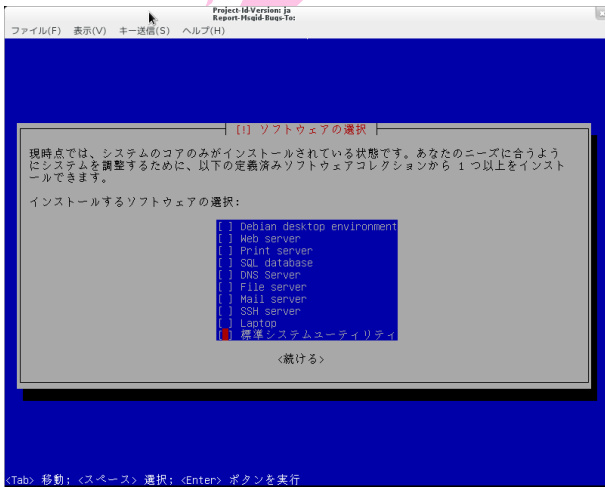 Project-Id-Version: ja
Report-Msgid-Bugs-To:
ファイル(F) 表示(V) キー送信(S) ヘルプ(H)
[!] ソフトウェアの選択
現時点では、システムのコアのみがインストールされている状態です。あなたのニーズに合うよう
にシステムを調整するために、以下の定義済みソフトウェアコレクションから 1 つ以上をインスト
ールできます。
インストールするソフトウェアの選択:
[ ] Debian desktop environment
[ ] Web server
[ ] Print server
[ ] SQL database
[ ] DNS Server
[ ] File server
[ ] Mail server
[ ] SSH server
[ ] Laptop
[ ] 標準システムユーティリティ
<続ける>
<Tab> 移動; <スペース> 選択; <Enter> ボタンを実行